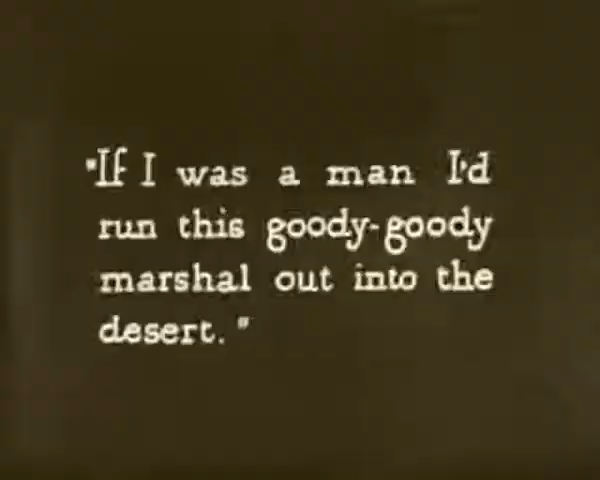 "If I was a man I'd
run this goody-goody
marshal out into the
desert."